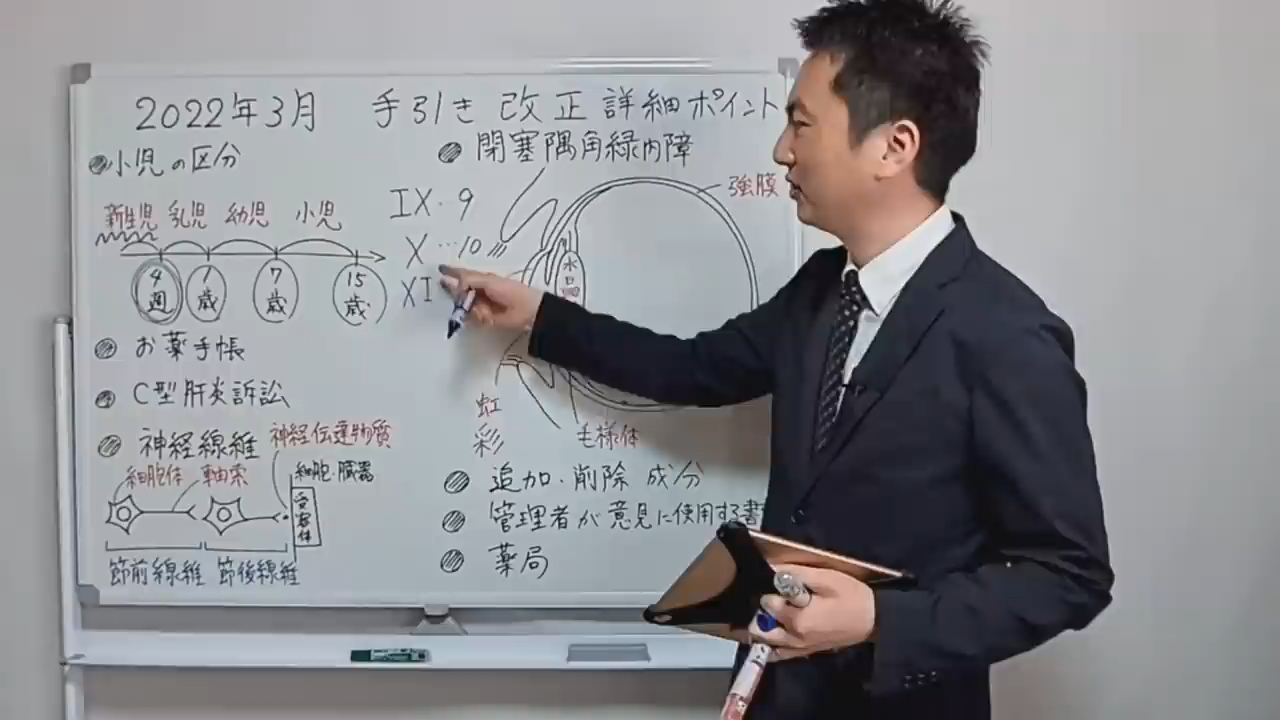 2022年3月 手引き 改正 詳細ポイント
小児の区分
新生児 乳児 幼児 小児
4週 1歳 7歳 15歳
お薬手帳
C型肝炎訴訟
神経線維 神経伝達物質
細胞体 軸索 細胞・臓器
受容体
節前線維 節後線維
閉塞隅角緑内障
IX・9
X…10
XI
強膜
水晶
虹彩
毛様体
追加・削除 成分
管理者が意見に使用する書
薬局